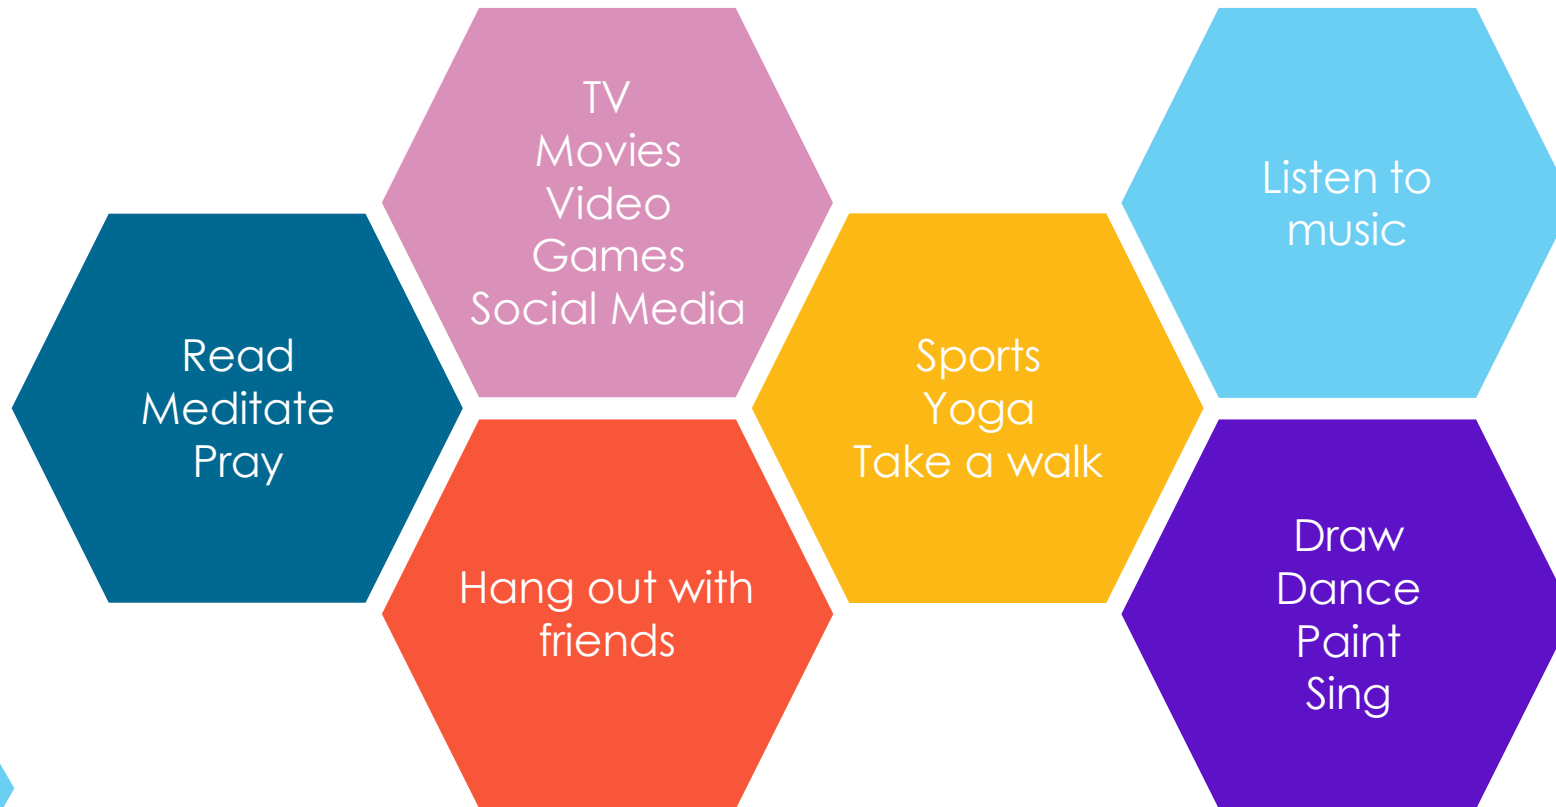 TV
Movies
Video
Games
Social Media
Listen to
music
Read
Meditate
Pray
Sports
Yoga
Take a walk
Hang out with
friends
Draw
Dance
Paint
Sing